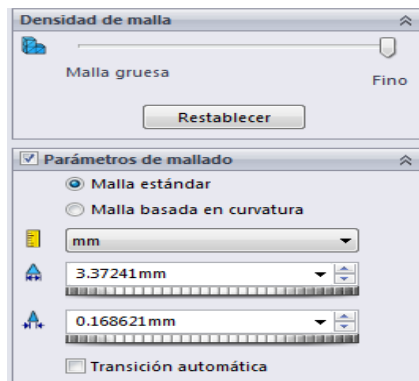 Densidad de malla
Malla gruesa
Fino
Restablecer
Parámetros de mallado
Malla estándar
Malla basada en curvatura
mm
3.37241mm
0.168621mm
Transición automática